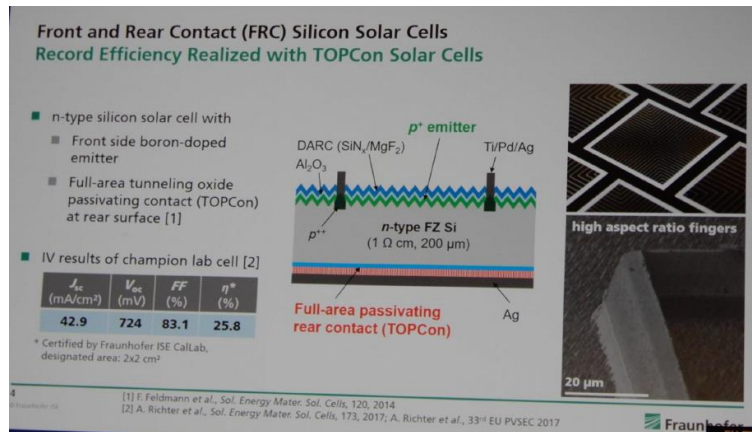 Front and Rear Contact (FRC) Silicon Solar Cells
Record Efficiency Realized with TOPCon Solar Cells
n-type silicon solar cell with
Front side boron-doped
emitter
Full-area tunneling oxide
passivating contact (TOPCon)
at rear surface [1]
IV results of champion lab cell [2]
Jsc
(mA/cm²)
Voc
(mV)
FF
(%)
η*
(%)
42.9 724 83.1 25.8
* Certified by Fraunhofer ISE CalLab,
designated area: 2x2 cm²
p⁺ emitter
DARC (SiNₓ/MgF₂)
Al₂O₃
Ti/Pd/Ag
p⁺⁺
n-type FZ Si
(1 Ω cm, 200 µm)
Full-area passivating
rear contact (TOPCon)
Ag
high aspect ratio fingers
20 µm
4
© Fraunhofer ISE
[1] F. Feldmann et al., Sol. Energy Mater. Sol. Cells, 120, 2014
[2] A. Richter et al., Sol. Energy Mater. Sol. Cells, 173, 2017; A. Richter et al., 33ʳᵈ EU PVSEC 2017
Fraunhofer